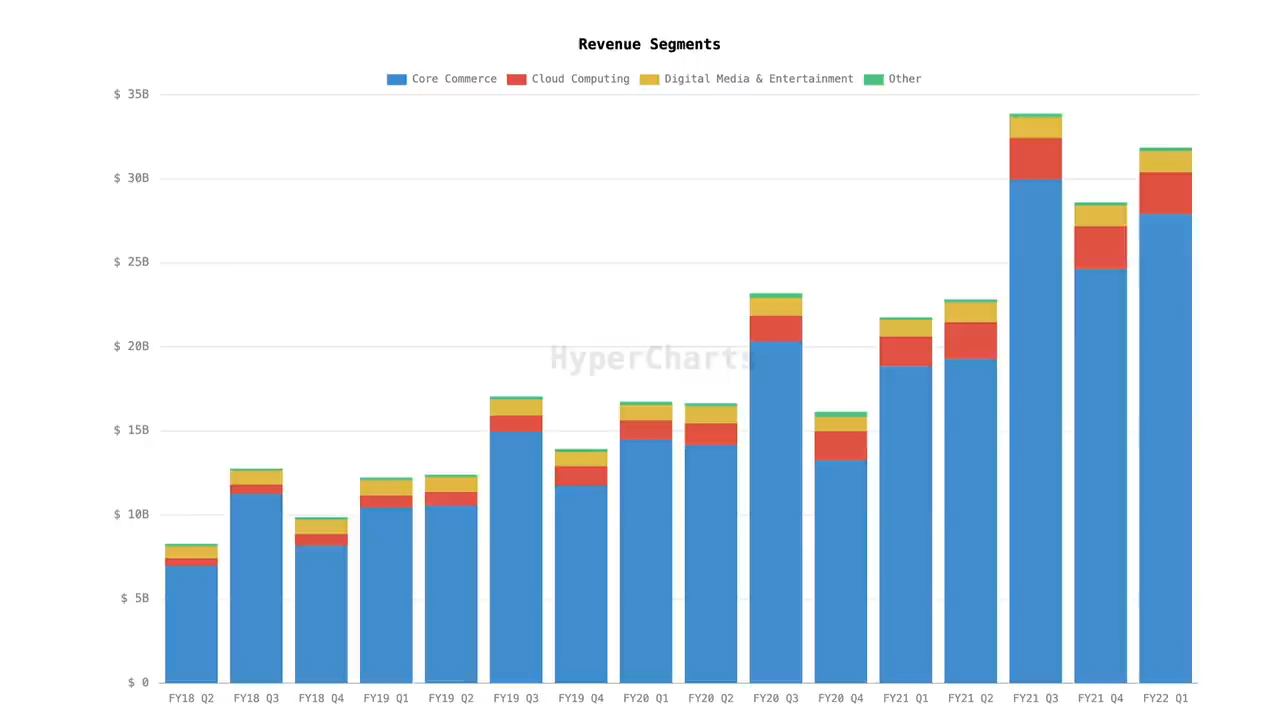 Revenue Segments
Core Commerce Cloud Computing Digital Media & Entertainment Other
$ 35B
$ 30B
$ 25B
$ 20B
HyperCharts
$ 15B
$ 10B
$ 5B
$ 0
FY18 Q2 FY18 Q3 FY18 Q4 FY19 Q1 FY19 Q2 FY19 Q3 FY19 Q4 FY20 Q1 FY20 Q2 FY20 Q3 FY20 Q4 FY21 Q1 FY21 Q2 FY21 Q3 FY21 Q4 FY22 Q1